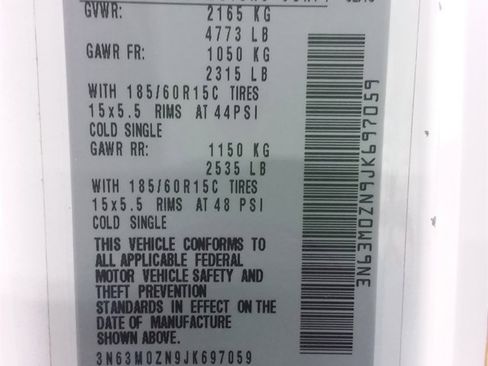 GVWR: 2165 KG
4773 LB
GAWR FR: 1050 KG
2315 LB
WITH 185/60R15C TIRES
15x5.5 RIMS AT 44PSI
COLD SINGLE
GAWR RR: 1150 KG
2535 LB
WITH 185/60R15C TIRES
15x5.5 RIMS AT 48 PSI
COLD SINGLE
THIS VEHICLE CONFORMS TO
ALL APPLICABLE FEDERAL
MOTOR VEHICLE SAFETY AND
THEFT PREVENTION
STANDARDS IN EFFECT ON THE
DATE OF MANUFACTURE
SHOWN ABOVE.
3N63M0ZN9JK697059
3N63M0ZN9JK697059